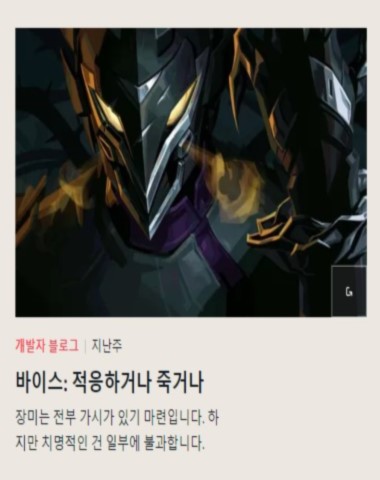 개발자 블로그 | 지난주
바이스: 적응하거나 죽거나
장미는 전부 가시가 있기 마련입니다. 하
지만 치명적인 건 일부에 불과합니다.